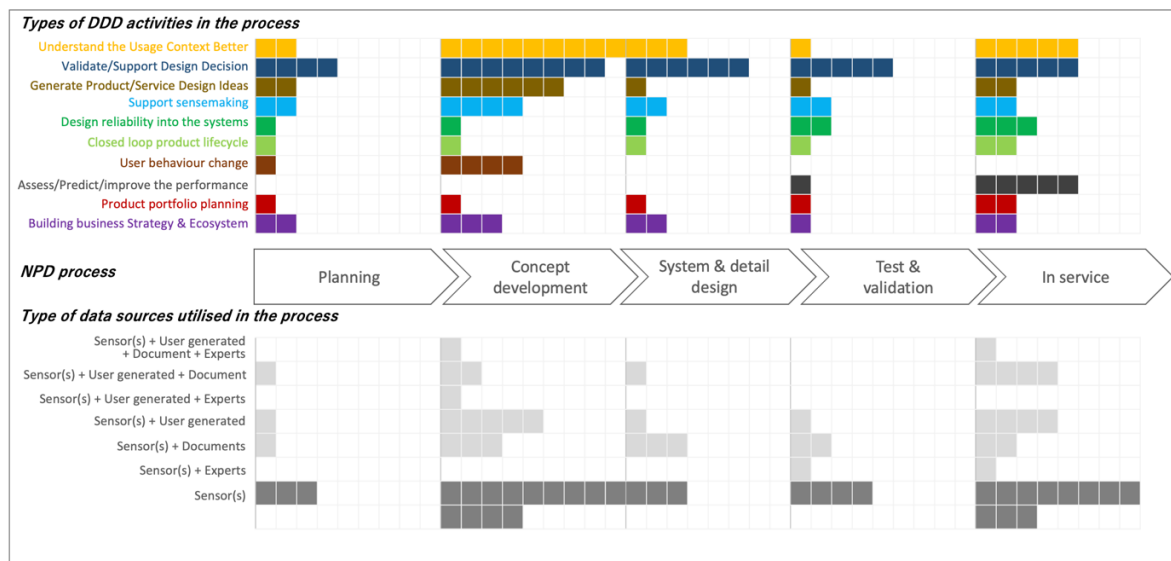 Types of DDD activities in the process
Understand the Usage Context Better
Validate/Support Design Decision
Generate Product/Service Design Ideas
Support sensemaking
Design reliability into the systems
Closed loop product lifecycle
User behaviour change
Assess/Predict/improve the performance
Product portfolio planning
Building business Strategy & Ecosystem
NPD process
Planning
Concept
development
System & detail
design
Test &
validation
In service
Type of data sources utilised in the process
Sensor(s) + User generated
+ Document + Experts
Sensor(s) + User generated + Document
Sensor(s) + User generated + Experts
Sensor(s) + User generated
Sensor(s) + Documents
Sensor(s) + Experts
Sensor(s)